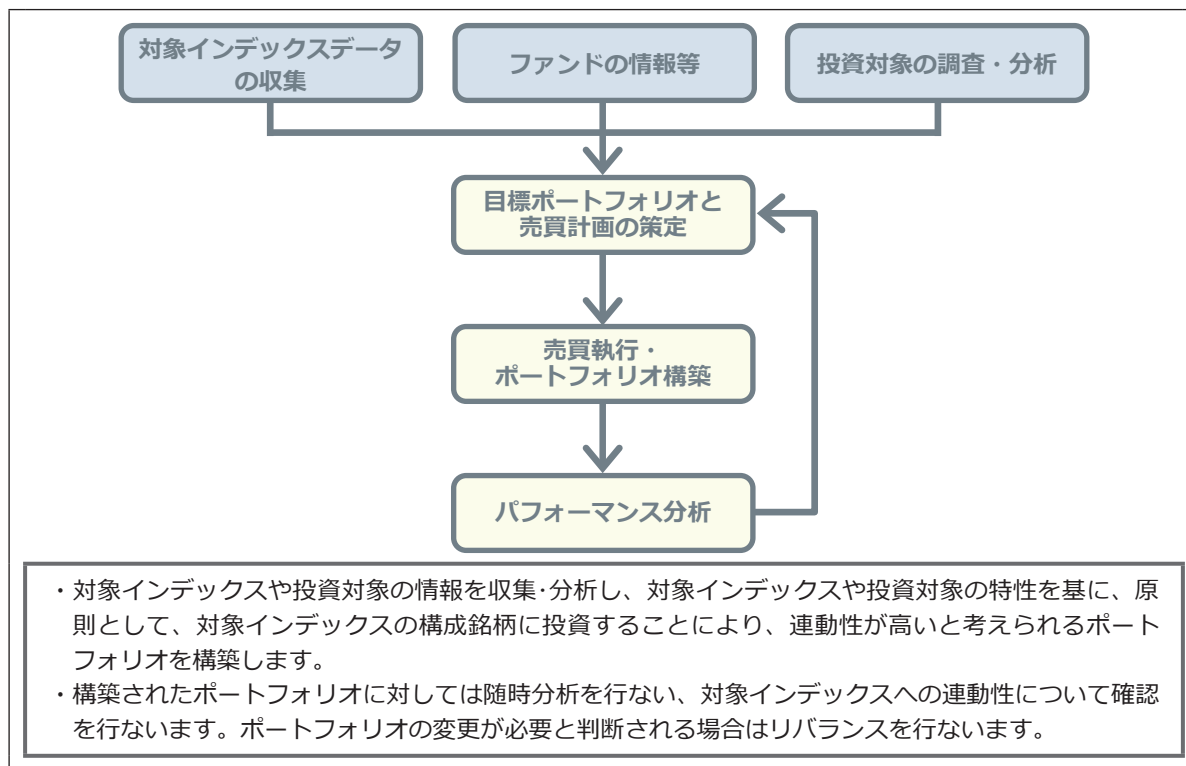 対象インデックスデータ
の収集
ファンドの情報等
投資対象の調査・分析
目標ポートフォリオと
売買計画の策定
売買執行・
ポートフォリオ構築
パフォーマンス分析
・対象インデックスや投資対象の情報を収集･分析し、対象インデックスや投資対象の特性を基に、原
則として、対象インデックスの構成銘柄に投資することにより、連動性が高いと考えられるポート
フォリオを構築します。
・構築されたポートフォリオに対しては随時分析を行ない、対象インデックスへの連動性について確認
を行ないます。ポートフォリオの変更が必要と判断される場合はリバランスを行ないます。